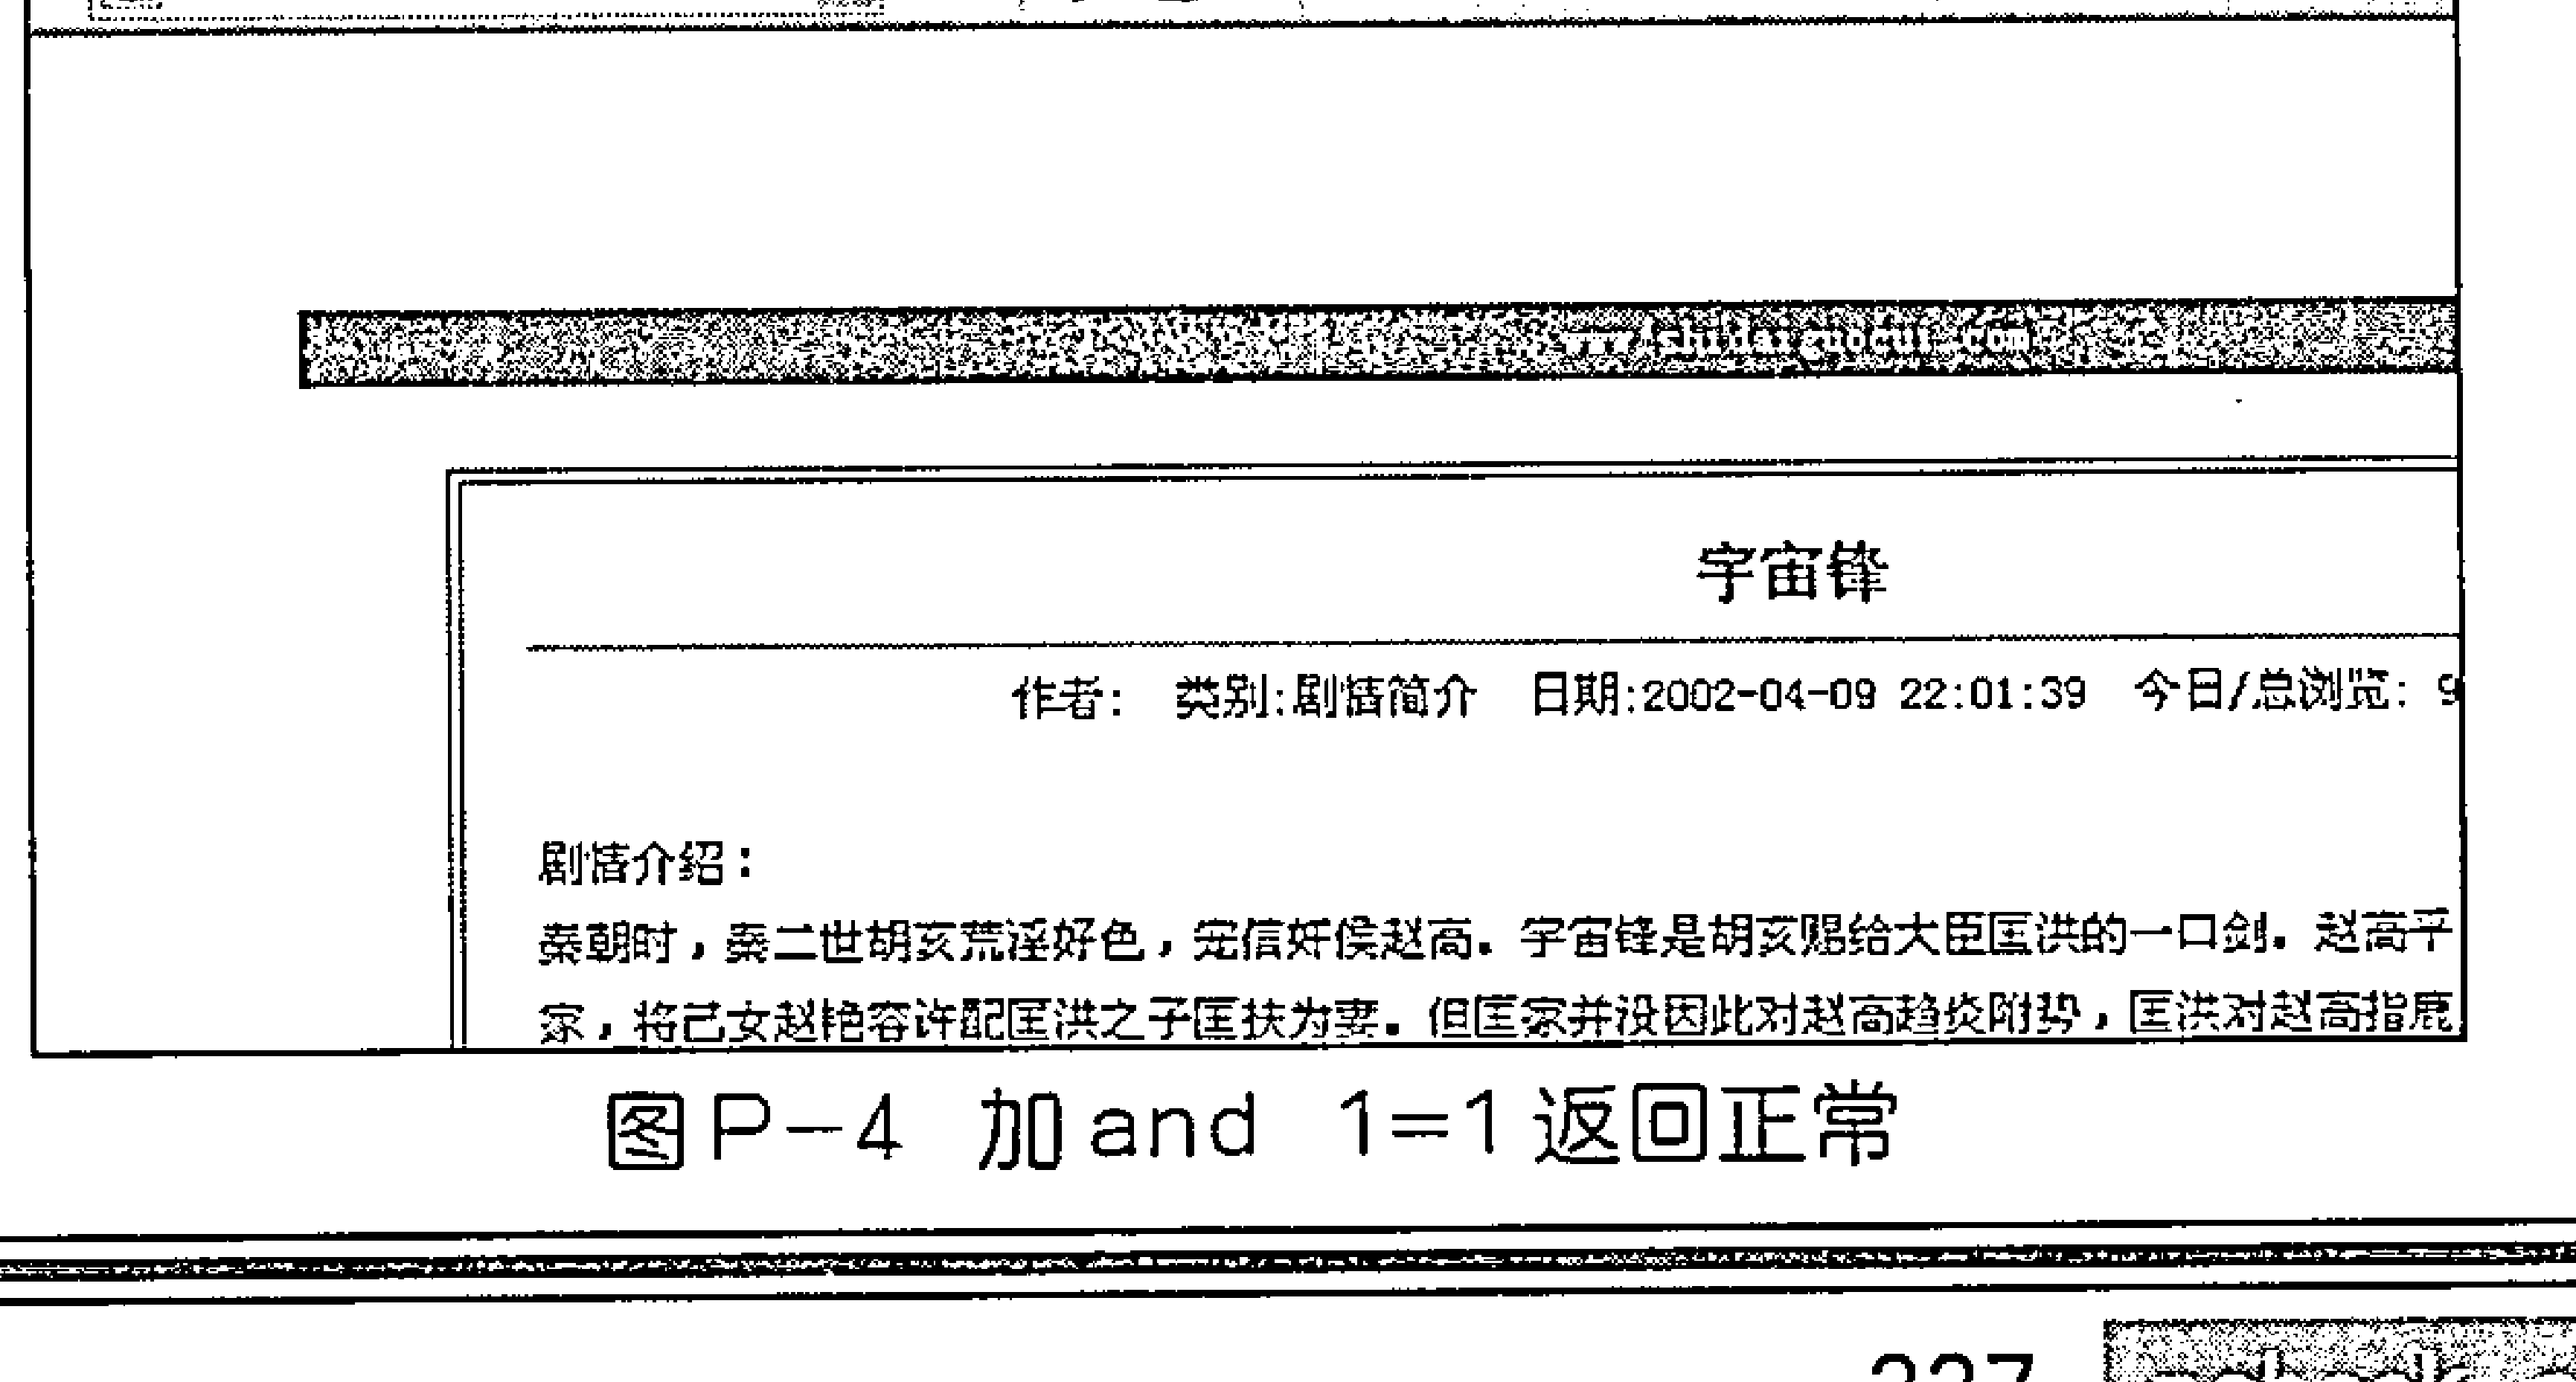 www.shidaiguocui.com
宇宙锋
作者: 类别:剧情简介 日期:2002-04-09 22:01:39 今日/总浏览: 9
剧情介绍:
秦朝时,秦二世胡亥荒淫好色,宠信奸佞赵高. 宇宙锋是胡亥赐给大臣匡洪的一口剑. 赵高平
家,将己女赵艳容许配匡洪之子匡扶为妻. 但匡家并没因此对赵高趋炎附势,匡洪对赵高指鹿
图P-4 加and 1=1返回正常